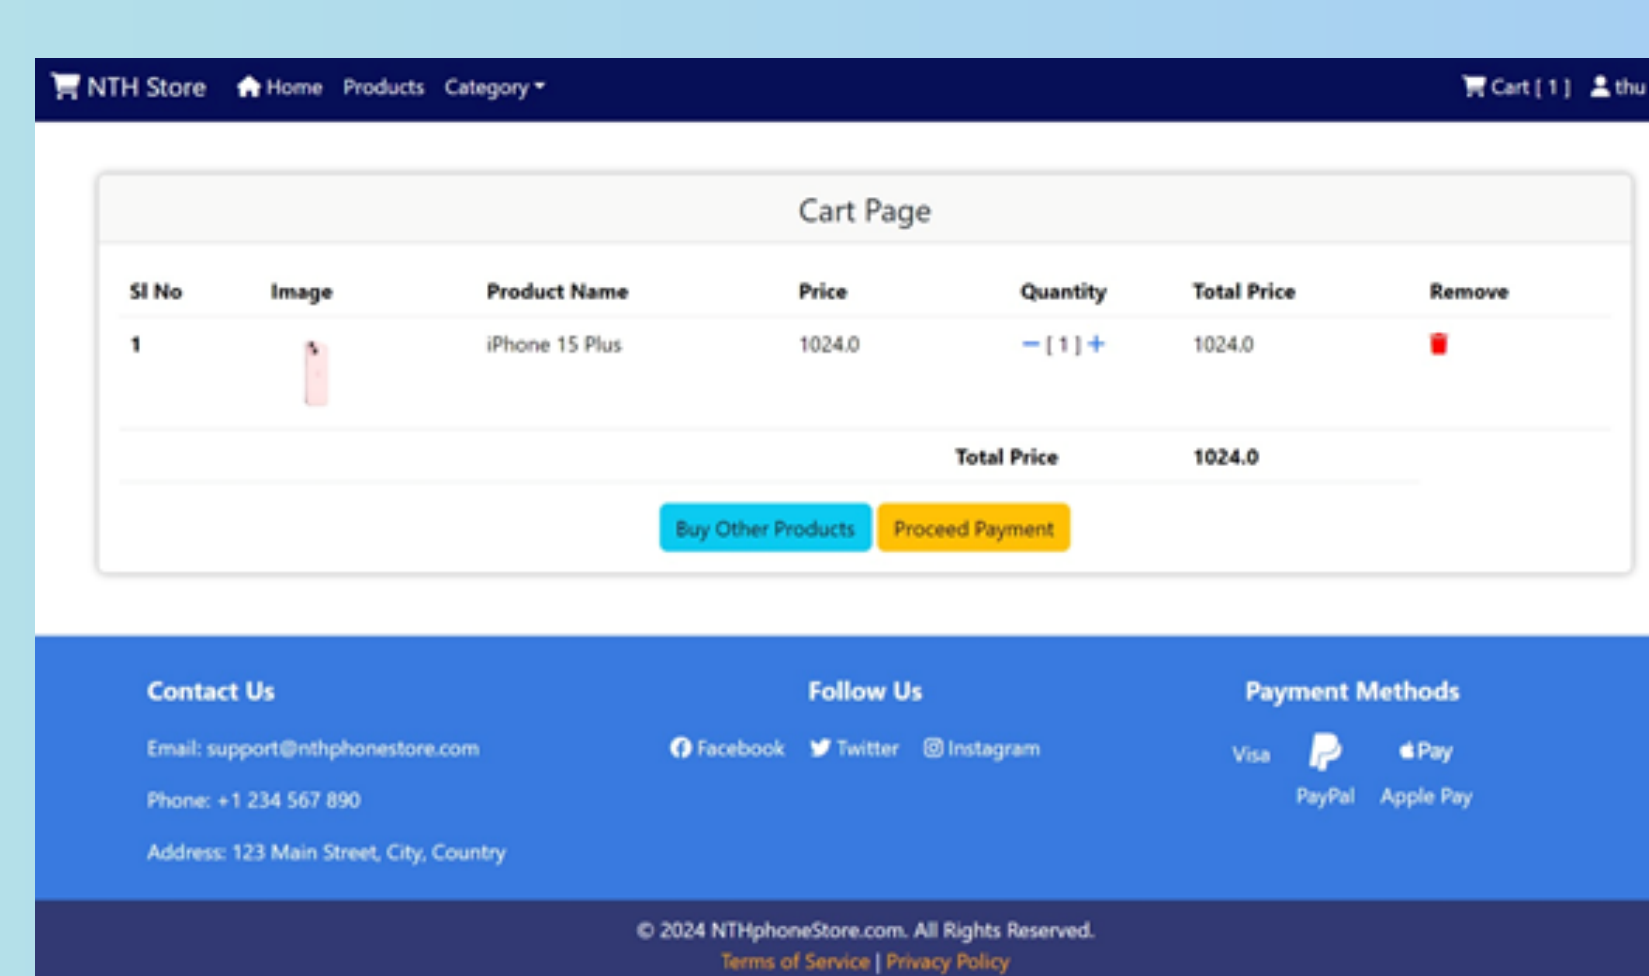 NTH Store Home Products Category Cart [ 1 ] thu
Cart Page
Sl No Image Product Name Price Quantity Total Price Remove
1 iPhone 15 Plus 1024.0 − [ 1 ] + 1024.0
Total Price 1024.0
Buy Other Products Proceed Payment
Contact Us Follow Us Payment Methods
Email: support@nthphonestore.com Facebook Twitter Instagram Visa Pay
Phone: +1 234 567 890 PayPal Apple Pay
Address: 123 Main Street, City, Country
© 2024 NTHphoneStore.com. All Rights Reserved.
Terms of Service | Privacy Policy